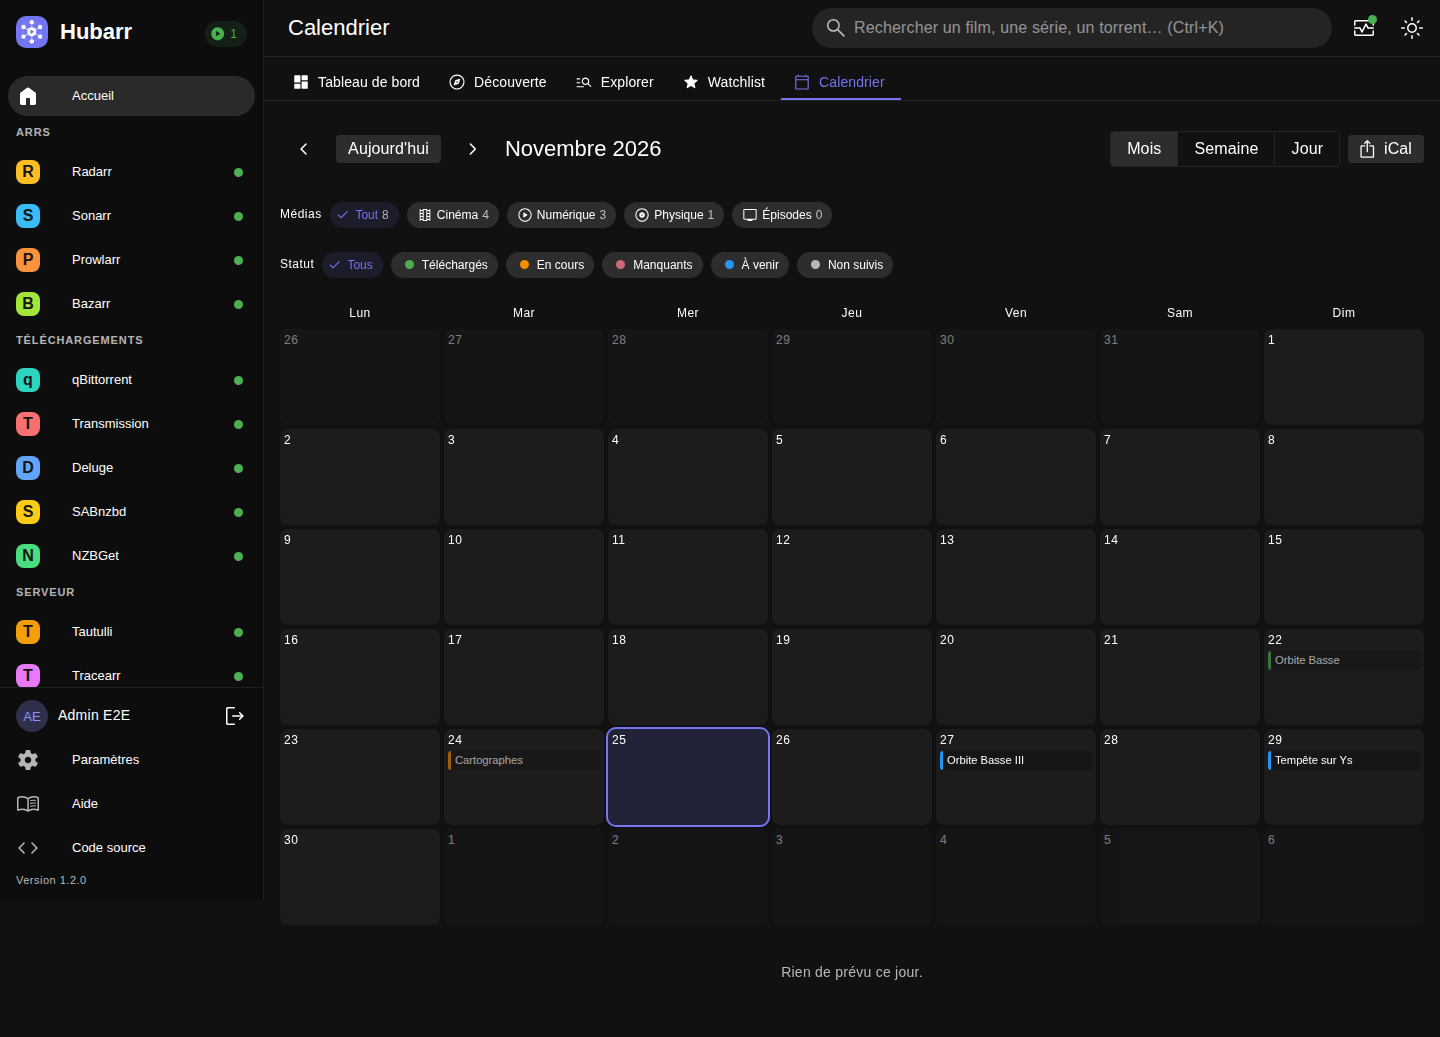 Hubarr
1
Calendrier
Rechercher un film, une série, un torrent… (Ctrl+K)
Tableau de bord
Découverte
Explorer
Watchlist
Calendrier
Accueil
ARRS
R Radarr
S Sonarr
P Prowlarr
B Bazarr
TÉLÉCHARGEMENTS
q qBittorrent
T Transmission
D Deluge
S SABnzbd
N NZBGet
SERVEUR
T Tautulli
T Tracearr
AE Admin E2E
Paramètres
Aide
Code source
Version 1.2.0
Aujourd'hui
Novembre 2026
Mois Semaine Jour
iCal
Médias Tout 8 Cinéma 4 Numérique 3 Physique 1 Épisodes 0
Statut Tous Téléchargés En cours Manquants À venir Non suivis
Lun Mar Mer Jeu Ven Sam Dim
26 27 28 29 30 31 1
2 3 4 5 6 7 8
9 10 11 12 13 14 15
16 17 18 19 20 21 22
Orbite Basse
23 24 25 26 27 28 29
Cartographes Orbite Basse III Tempête sur Ys
30 1 2 3 4 5 6
Rien de prévu ce jour.